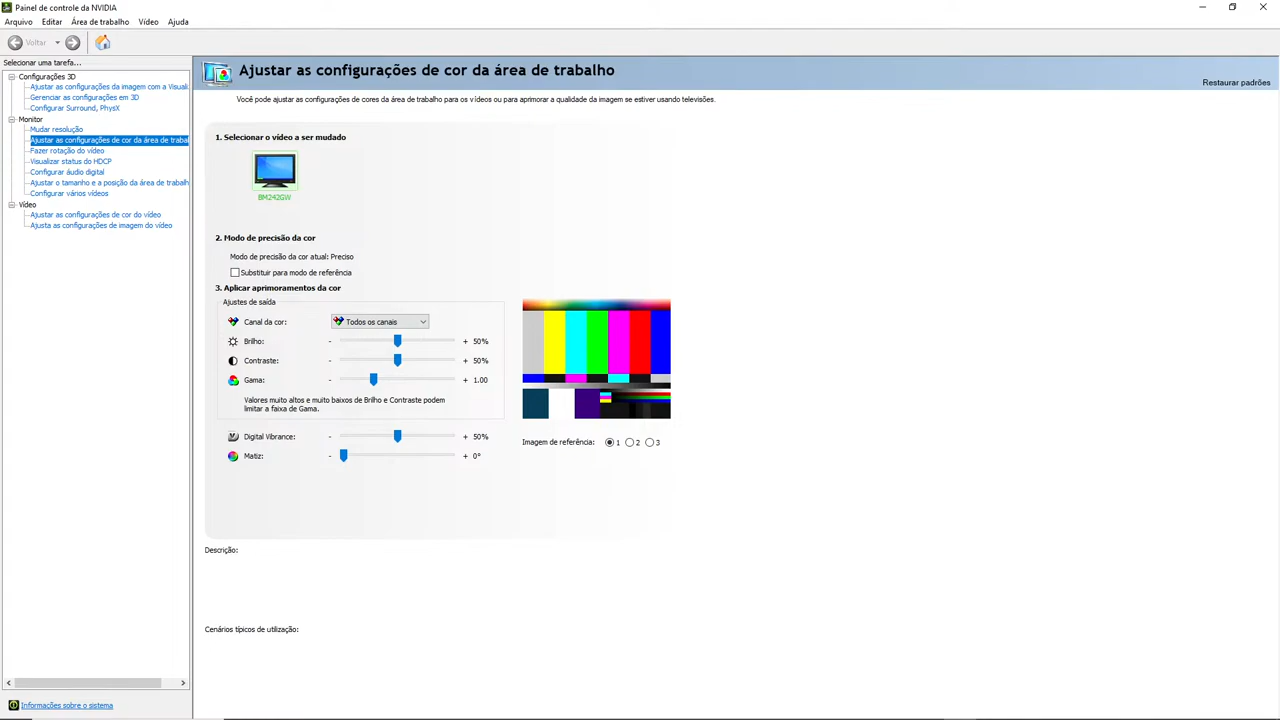 Painel de controle da NVIDIA
Arquivo Editar Área de trabalho Vídeo Ajuda
Voltar
Selecionar uma tarefa...
Configurações 3D
Ajustar as configurações da imagem com a Visuali
Gerenciar as configurações em 3D
Configurar Surround, PhysX
Monitor
Mudar resolução
Ajustar as configurações de cor da área de trabal
Fazer rotação do vídeo
Visualizar status do HDCP
Configurar áudio digital
Ajustar o tamanho e a posição da área de trabalh
Configurar vários vídeos
Vídeo
Ajustar as configurações de cor do vídeo
Ajusta as configurações de imagem do vídeo
Informações sobre o sistema
Ajustar as configurações de cor da área de trabalho
Restaurar padrões
Você pode ajustar as configurações de cores da área de trabalho para os vídeos ou para aprimorar a qualidade da imagem se estiver usando televisões.
1. Selecionar o vídeo a ser mudado
BM242GW
2. Modo de precisão da cor
Modo de precisão da cor atual: Preciso
Substituir para modo de referência
3. Aplicar aprimoramentos da cor
Ajustes de saída
Canal da cor: Todos os canais
Brilho: - + 50%
Contraste: - + 50%
Gama: - + 1.00
Valores muito altos e muito baixos de Brilho e Contraste podem
limitar a faixa de Gama.
Digital Vibrance: - + 50%
Matiz: - + 0°
Imagem de referência: 1 2 3
Descrição:
Cenários típicos de utilização: